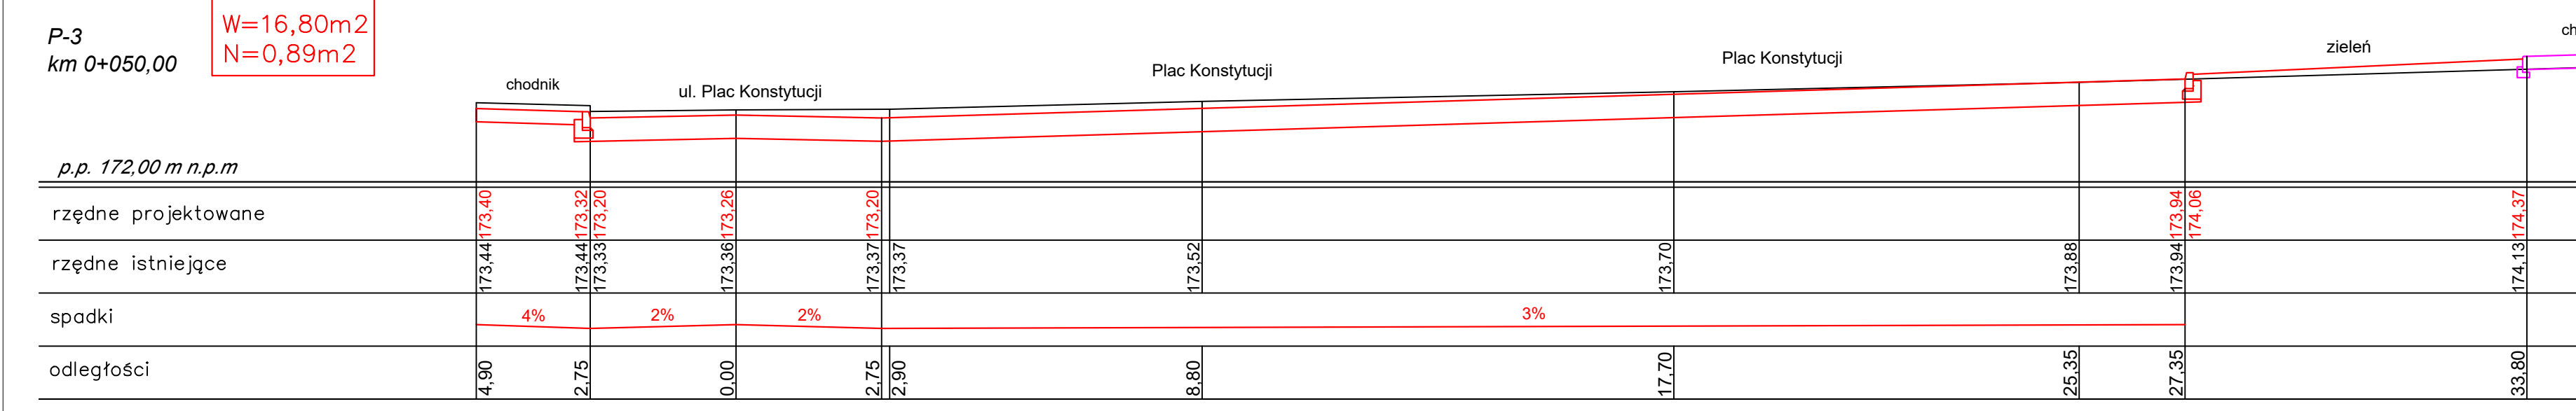 P-3
km 0+050,00
W=16,80m2
N=0,89m2
chodnik
ul. Plac Konstytucji
Plac Konstytucji
Plac Konstytucji
zieleń
ch
p.p. 172,00 m n.p.m
rzędne projektowane
173,40 173,32 173,20 173,26 173,20 173,94 174,06 174,37
rzędne istniejące
173,44 173,44 173,33 173,36 173,37 173,37 173,52 173,70 173,88 173,94 174,13
spadki
4% 2% 2% 3%
odległości
4,90 2,75 0,00 2,75 2,90 8,80 17,70 25,35 27,35 33,80